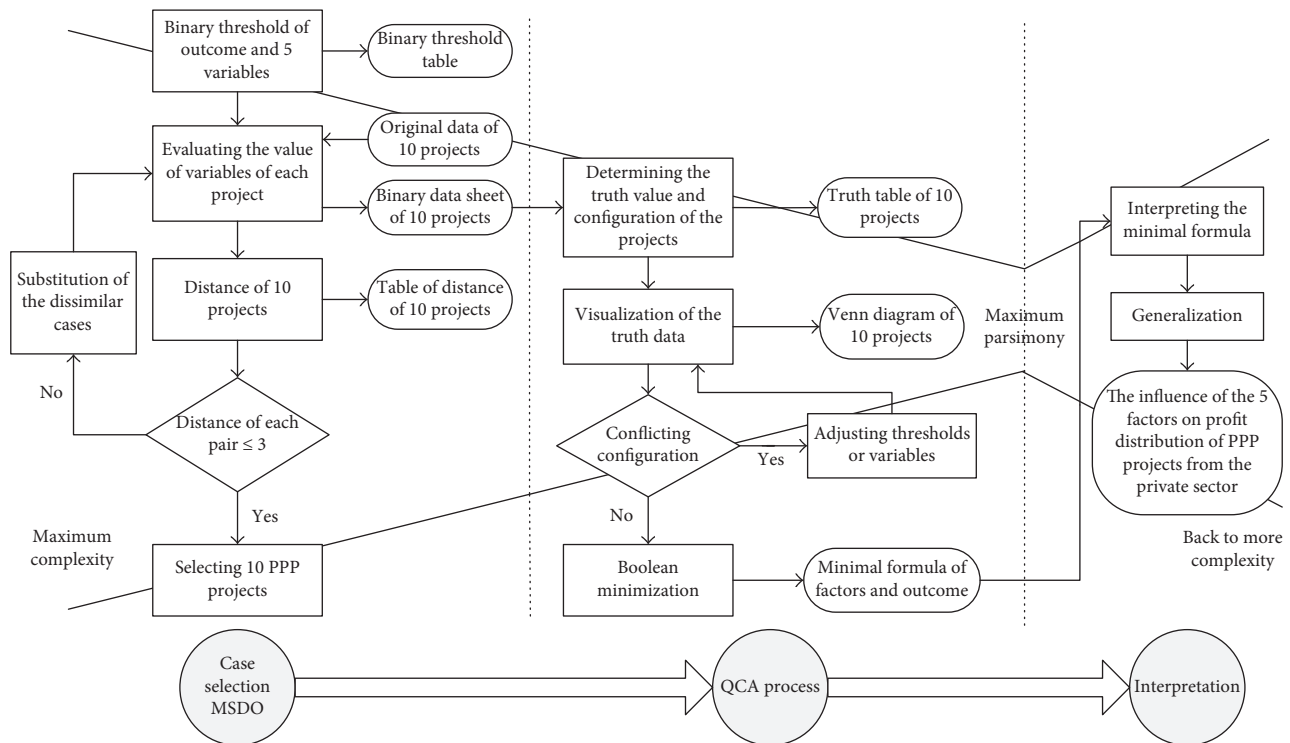 Binary threshold of
outcome and 5
variables
Binary threshold
table
Evaluating the value
of variables of each
project
Original data of
10 projects
Binary data sheet
of 10 projects
Substitution of
the dissimilar
cases
Distance of 10
projects
Table of distance
of 10 projects
No
Distance of each
pair ≤ 3
Yes
Maximum
complexity
Selecting 10 PPP
projects
Determining the
truth value and
configuration of the
projects
Truth table of 10
projects
Visualization of the
truth data
Venn diagram of
10 projects
Maximum
parsimony
Conflicting
configuration
Yes
Adjusting thresholds
or variables
No
Boolean
minimization
Minimal formula of
factors and outcome
Interpreting the
minimal formula
Generalization
The influence of the 5
factors on profit
distribution of PPP
projects from the
private sector
Back to more
complexity
Case
selection
MSDO
QCA process
Interpretation